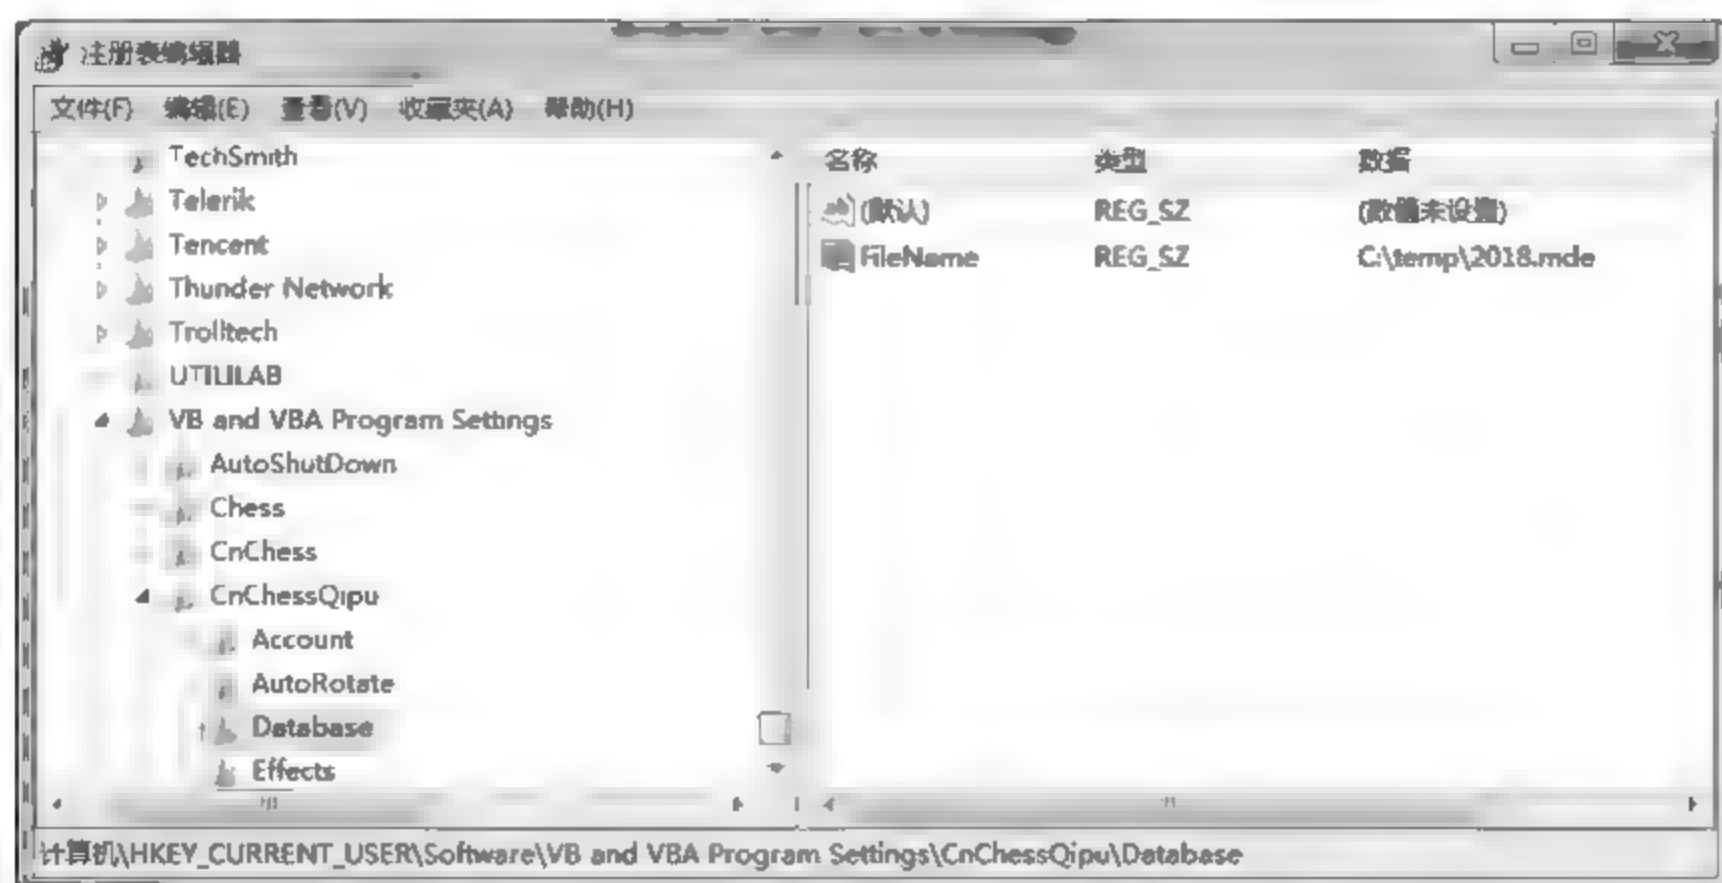 注册表编辑器
文件(F) 编辑(E) 查看(V) 收藏夹(A) 帮助(H)
TechSmith
Telerik
Tencent
Thunder Network
Trolltech
UTILILAB
VB and VBA Program Settings
AutoShutDown
Chess
CnChess
CnChessQipu
Account
AutoRotate
Database
Effects
名称 类型 数据
(默认) REG_SZ (数值未设置)
FileName REG_SZ C:\temp\2018.mde
计算机\HKEY_CURRENT_USER\Software\VB and VBA Program Settings\CnChessQipu\Database